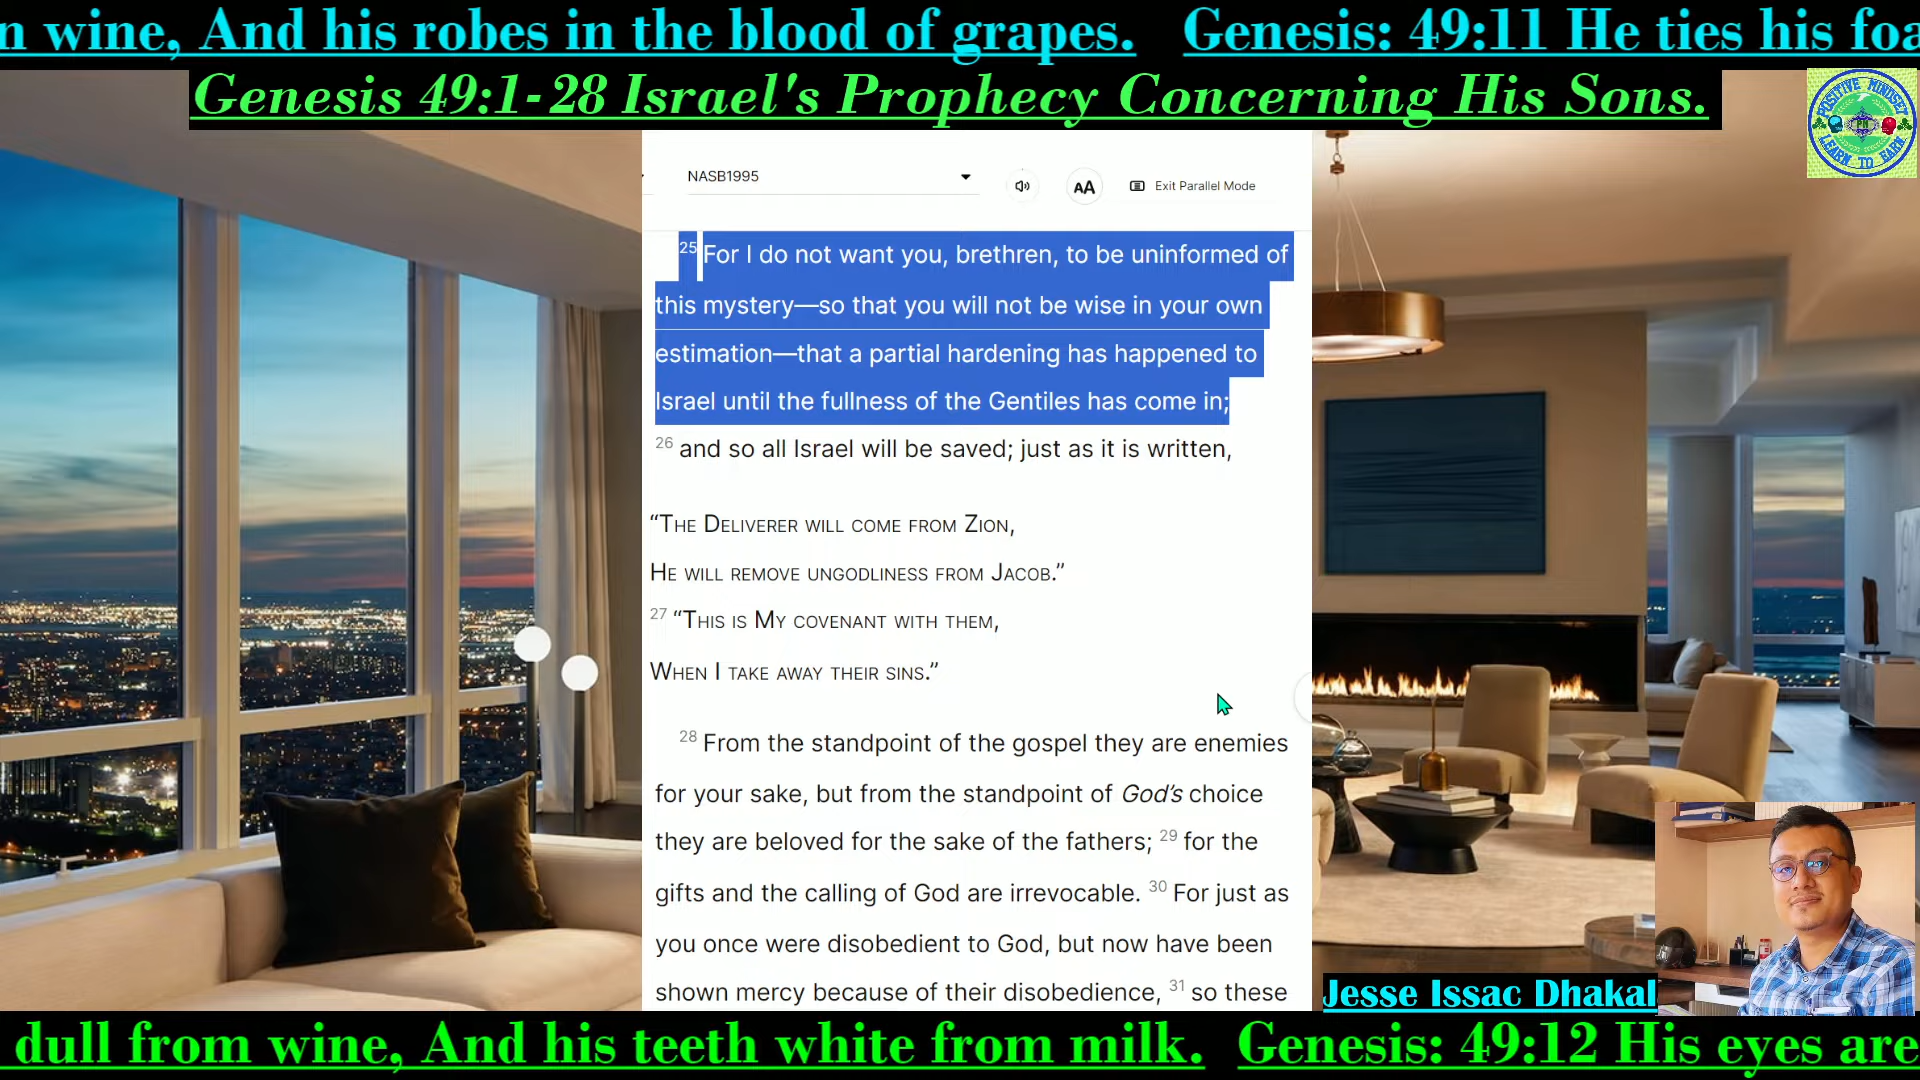 n wine, And his robes in the blood of grapes. Genesis: 49:11 He ties his foa
Genesis 49:1-28 Israel's Prophecy Concerning His Sons.
POSITIVE MINDSET
LEARN TO EARN
NASB1995
AA
Exit Parallel Mode
25 For I do not want you, brethren, to be uninformed of
this mystery—so that you will not be wise in your own
estimation—that a partial hardening has happened to
Israel until the fullness of the Gentiles has come in;
26 and so all Israel will be saved; just as it is written,
“The Deliverer will come from Zion,
He will remove ungodliness from Jacob.”
27 “This is My covenant with them,
When I take away their sins.”
28 From the standpoint of the gospel they are enemies
for your sake, but from the standpoint of God’s choice
they are beloved for the sake of the fathers; 29 for the
gifts and the calling of God are irrevocable. 30 For just as
you once were disobedient to God, but now have been
shown mercy because of their disobedience, 31 so these
Jesse Issac Dhakal
dull from wine, And his teeth white from milk. Genesis: 49:12 His eyes are